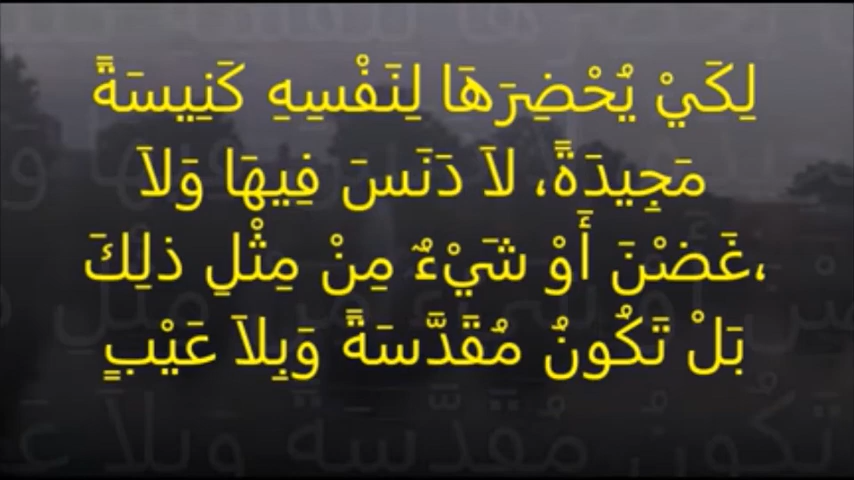 لِكَيْ يُحْضِرَهَا لِنَفْسِهِ كَنِيسَةً
مَجِيدَةً، لاَ دَنَسَ فِيهَا وَلاَ
،غَضْنَ أَوْ شَيْءٌ مِنْ مِثْلِ ذلِكَ
بَلْ تَكُونُ مُقَدَّسَةً وَبِلاَ عَيْبٍ